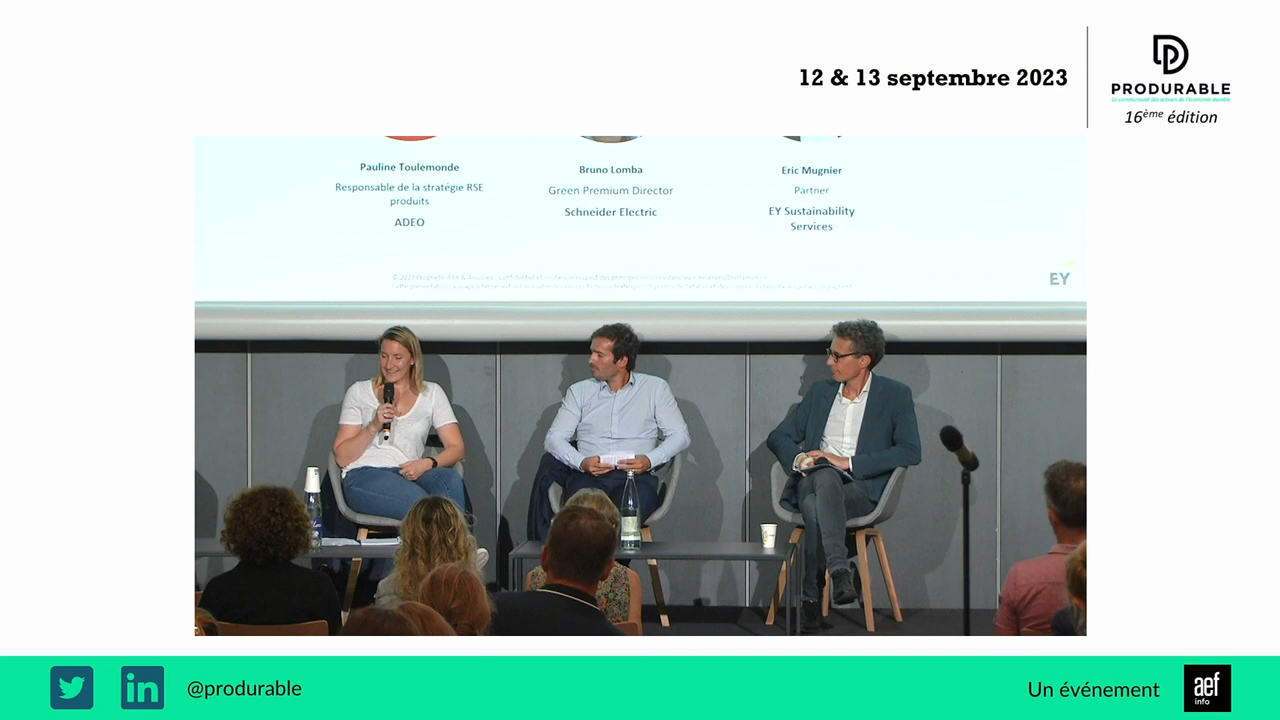 12 & 13 septembre 2023
PRODURABLE
16ème édition
Pauline Toulemonde
Responsable de la stratégie RSE
produits
ADEO
Bruno Lomba
Green Premium Director
Schneider Electric
Eric Mugnier
Partner
EY Sustainability
Services
EY
@produrable
Un événement
aef
info